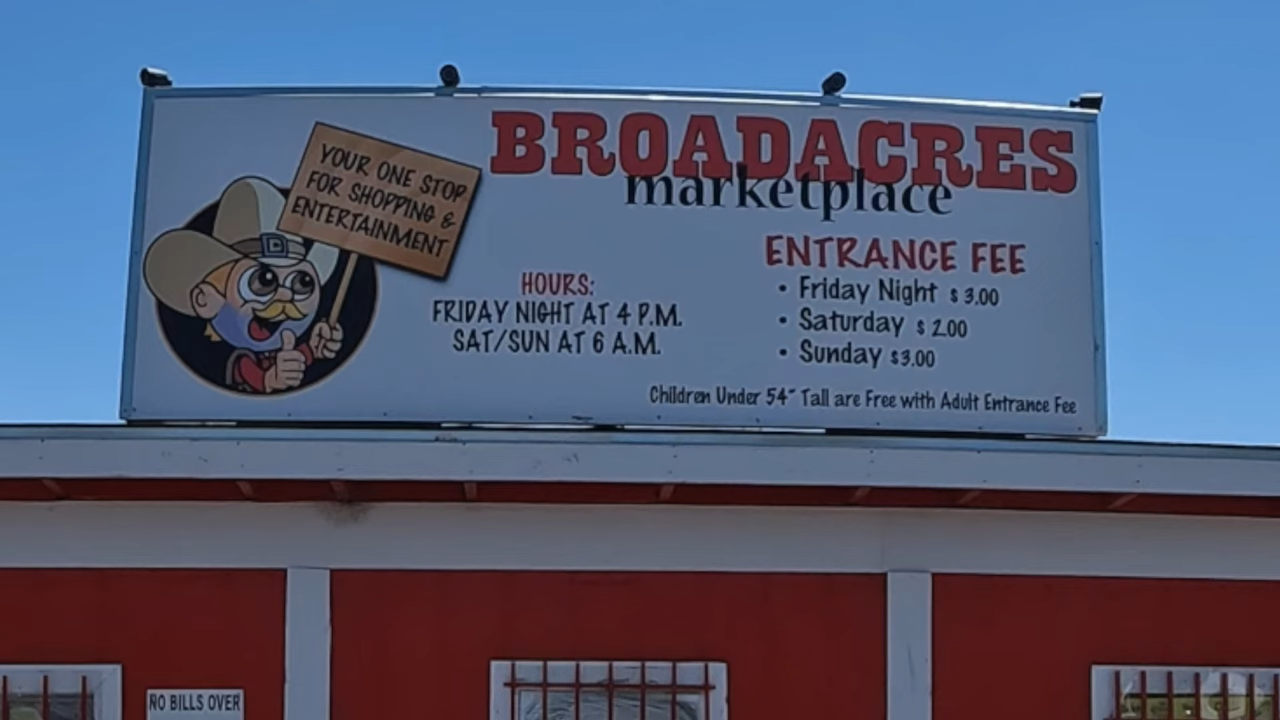 BROADACRES
marketplace
YOUR ONE STOP
FOR SHOPPING &
ENTERTAINMENT
HOURS:
FRIDAY NIGHT AT 4 P.M.
SAT/SUN AT 6 A.M.
ENTRANCE FEE
• Friday Night $ 3.00
• Saturday $ 2.00
• Sunday $3.00
Children Under 54" Tall are Free with Adult Entrance Fee
NO BILLS OVER